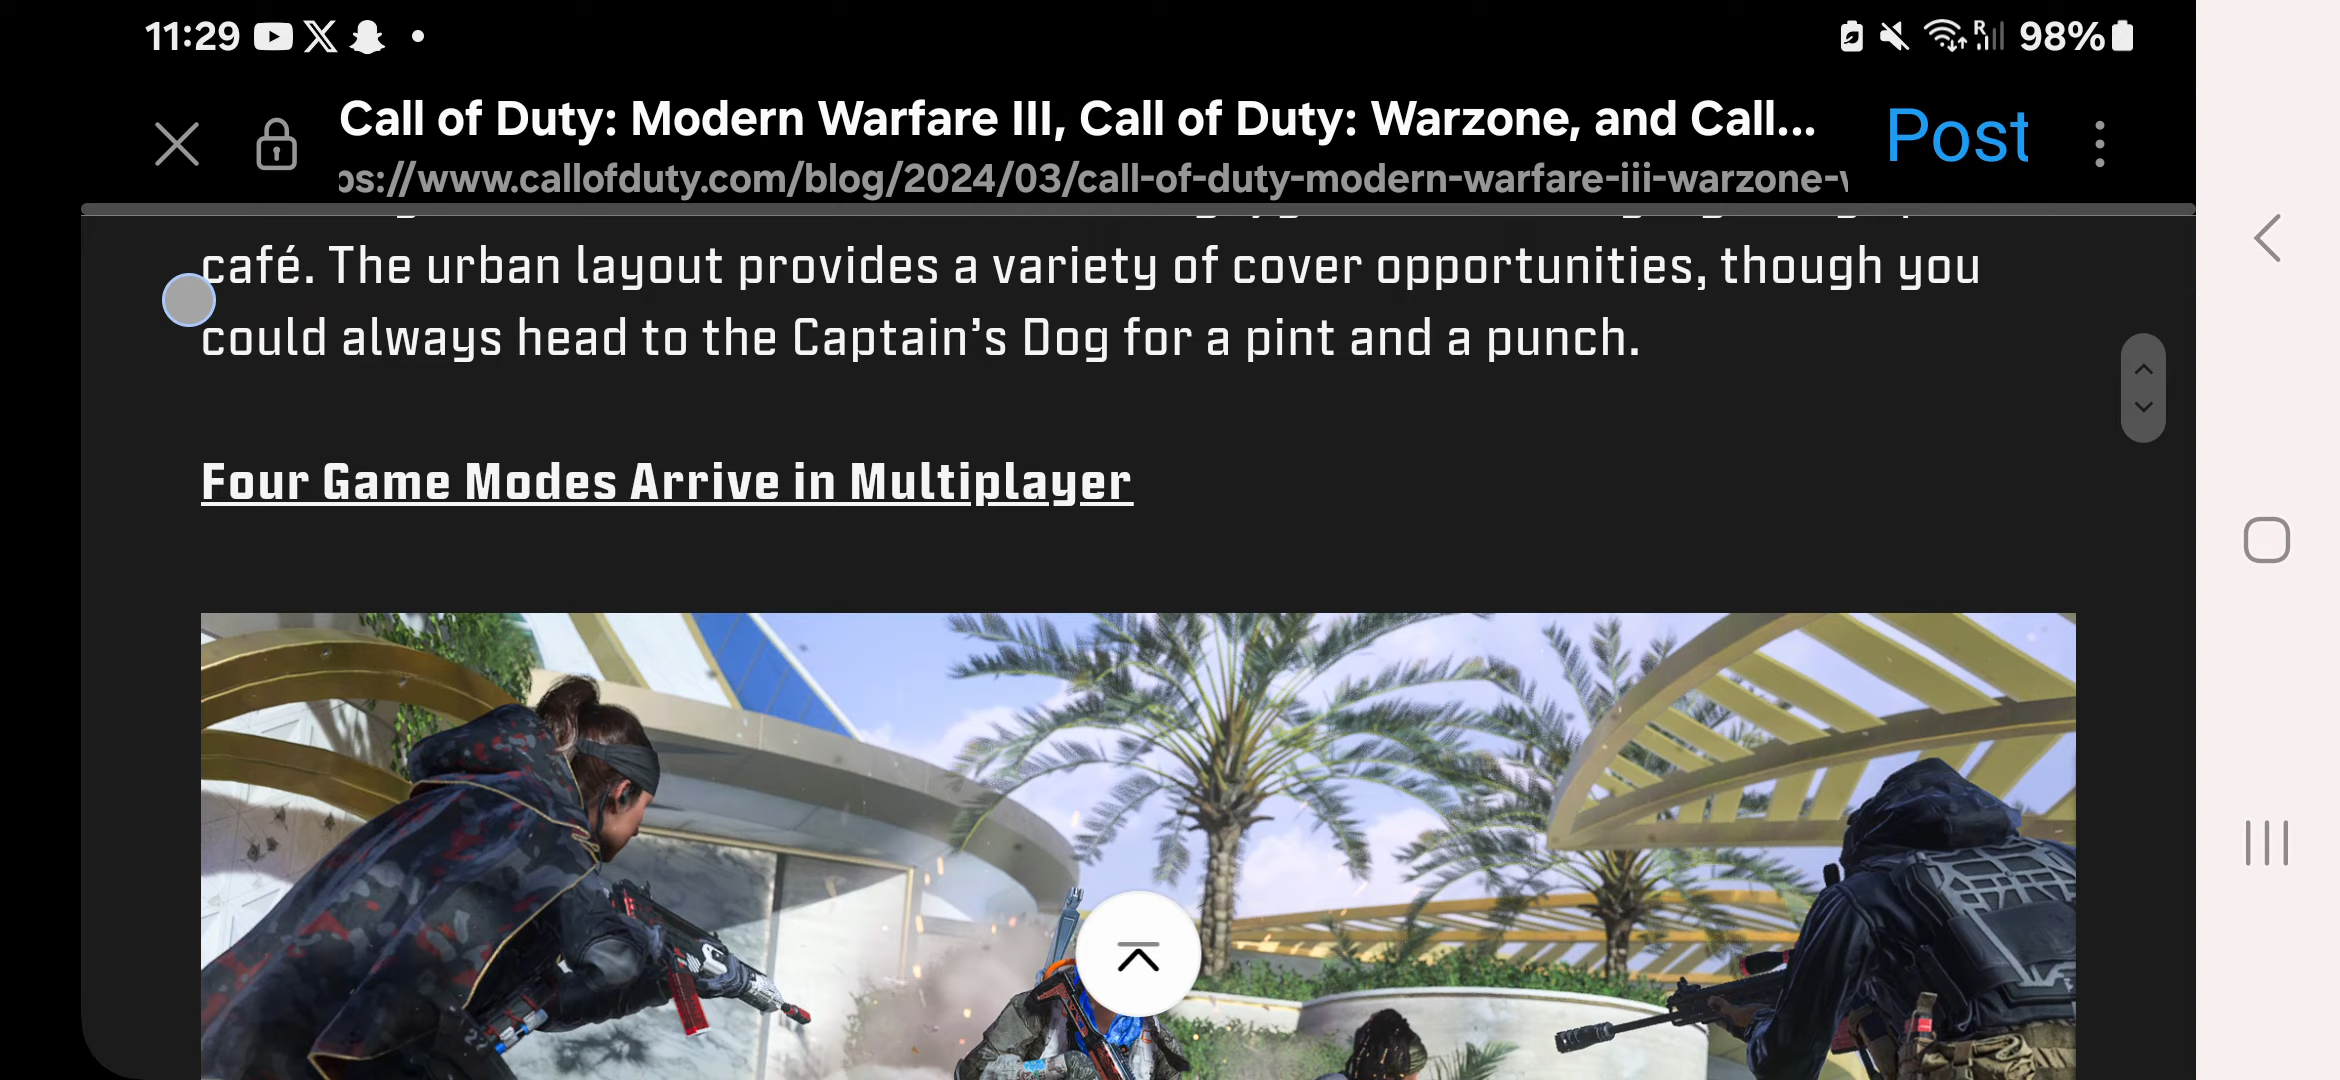 11:29
98%
Call of Duty: Modern Warfare III, Call of Duty: Warzone, and Call...
Post
ps://www.callofduty.com/blog/2024/03/call-of-duty-modern-warfare-iii-warzone-
café. The urban layout provides a variety of cover opportunities, though you
could always head to the Captain’s Dog for a pint and a punch.
Four Game Modes Arrive in Multiplayer